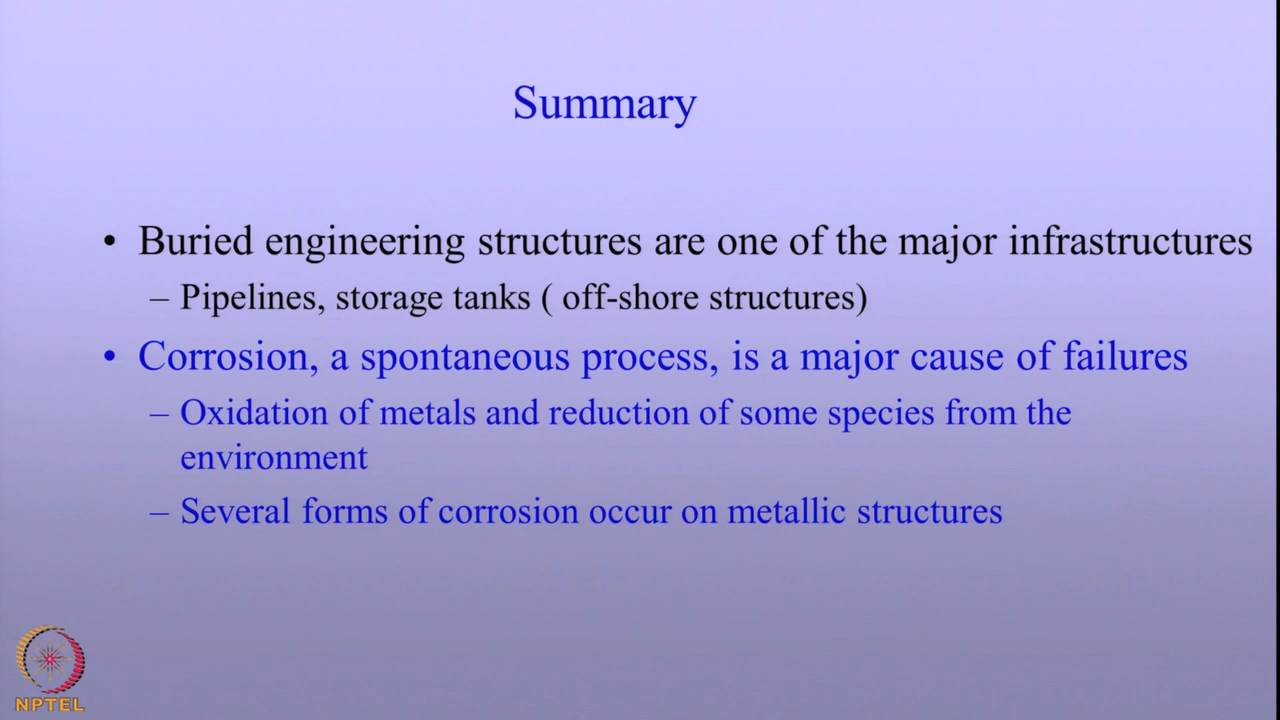 Summary
• Buried engineering structures are one of the major infrastructures
– Pipelines, storage tanks ( off-shore structures)
• Corrosion, a spontaneous process, is a major cause of failures
– Oxidation of metals and reduction of some species from the
environment
– Several forms of corrosion occur on metallic structures
NPTEL